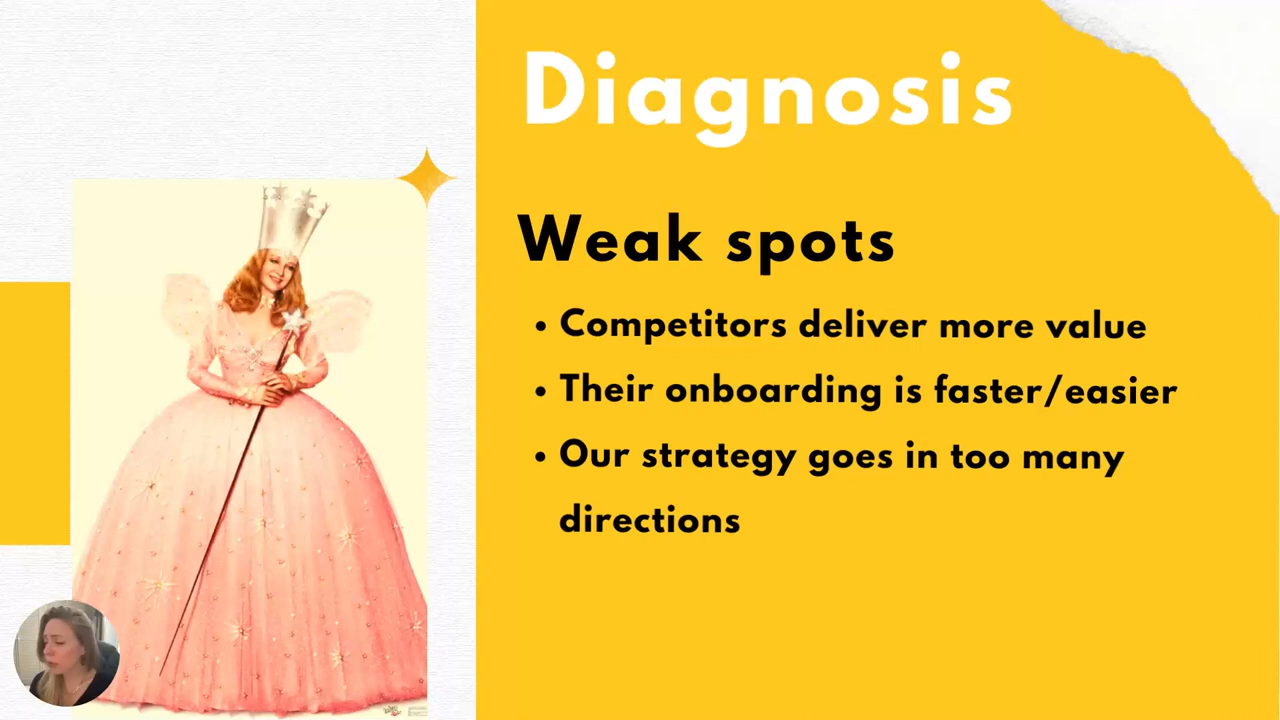 Diagnosis
Weak spots
• Competitors deliver more value
• Their onboarding is faster/easier
• Our strategy goes in too many
directions